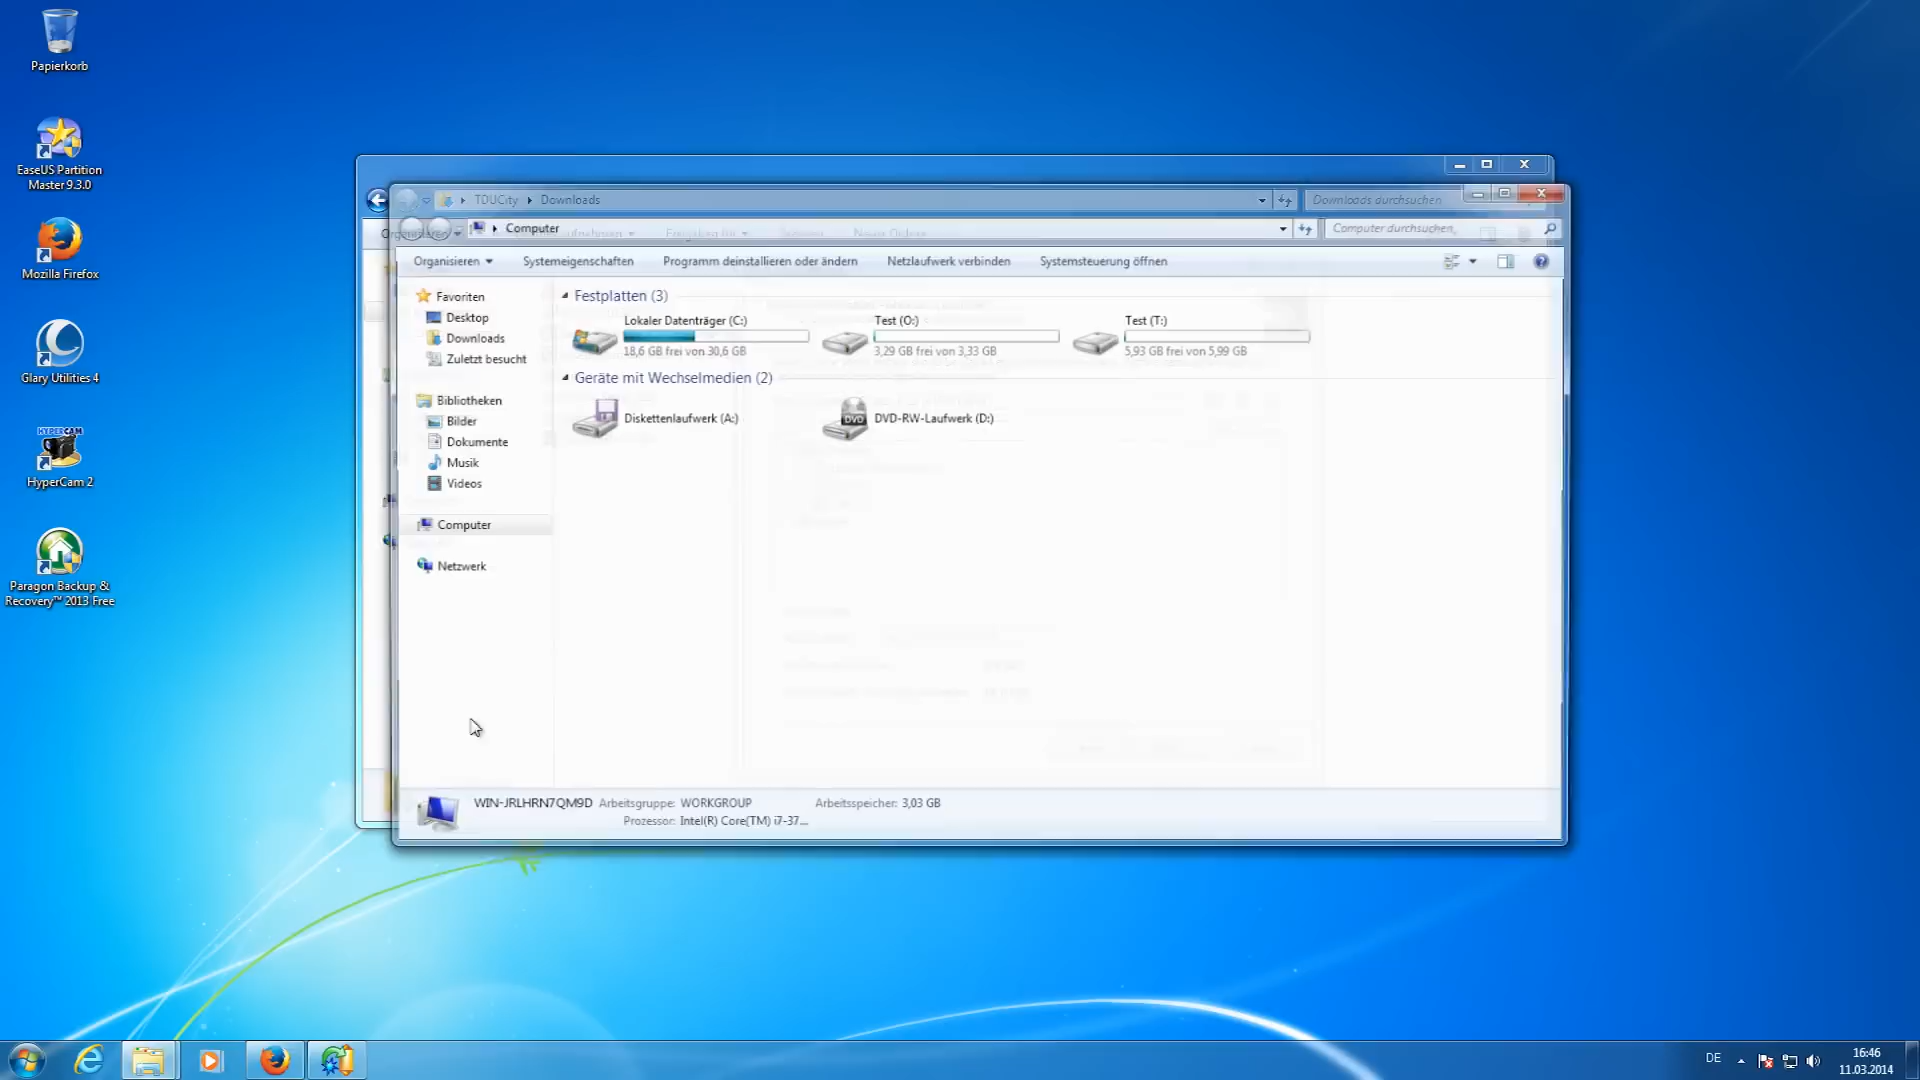 Papierkorb
EaseUS Partition
Master 9.3.0
Mozilla Firefox
Glary Utilities 4
HYPERCAM
HyperCam 2
Paragon Backup &
Recovery™ 2013 Free
TDUCity Downloads
Downloads durchsuchen
Neuer Ordner
Computer
Computer durchsuchen
Organisieren
Systemeigenschaften
Programm deinstallieren oder ändern
Netzlaufwerk verbinden
Systemsteuerung öffnen
Favoriten
Desktop
Downloads
Zuletzt besucht
Bibliotheken
Bilder
Dokumente
Musik
Videos
Computer
Netzwerk
Festplatten (3)
Lokaler Datenträger (C:)
18,6 GB frei von 30,6 GB
Test (O:)
3,29 GB frei von 3,33 GB
Test (T:)
5,93 GB frei von 5,99 GB
Geräte mit Wechselmedien (2)
Diskettenlaufwerk (A:)
DVD
DVD-RW-Laufwerk (D:)
WIN-JRLHRN7QM9D Arbeitsgruppe: WORKGROUP Arbeitsspeicher: 3,03 GB
Prozessor: Intel(R) Core(TM) i7-37...
DE
16:46
11.03.2014